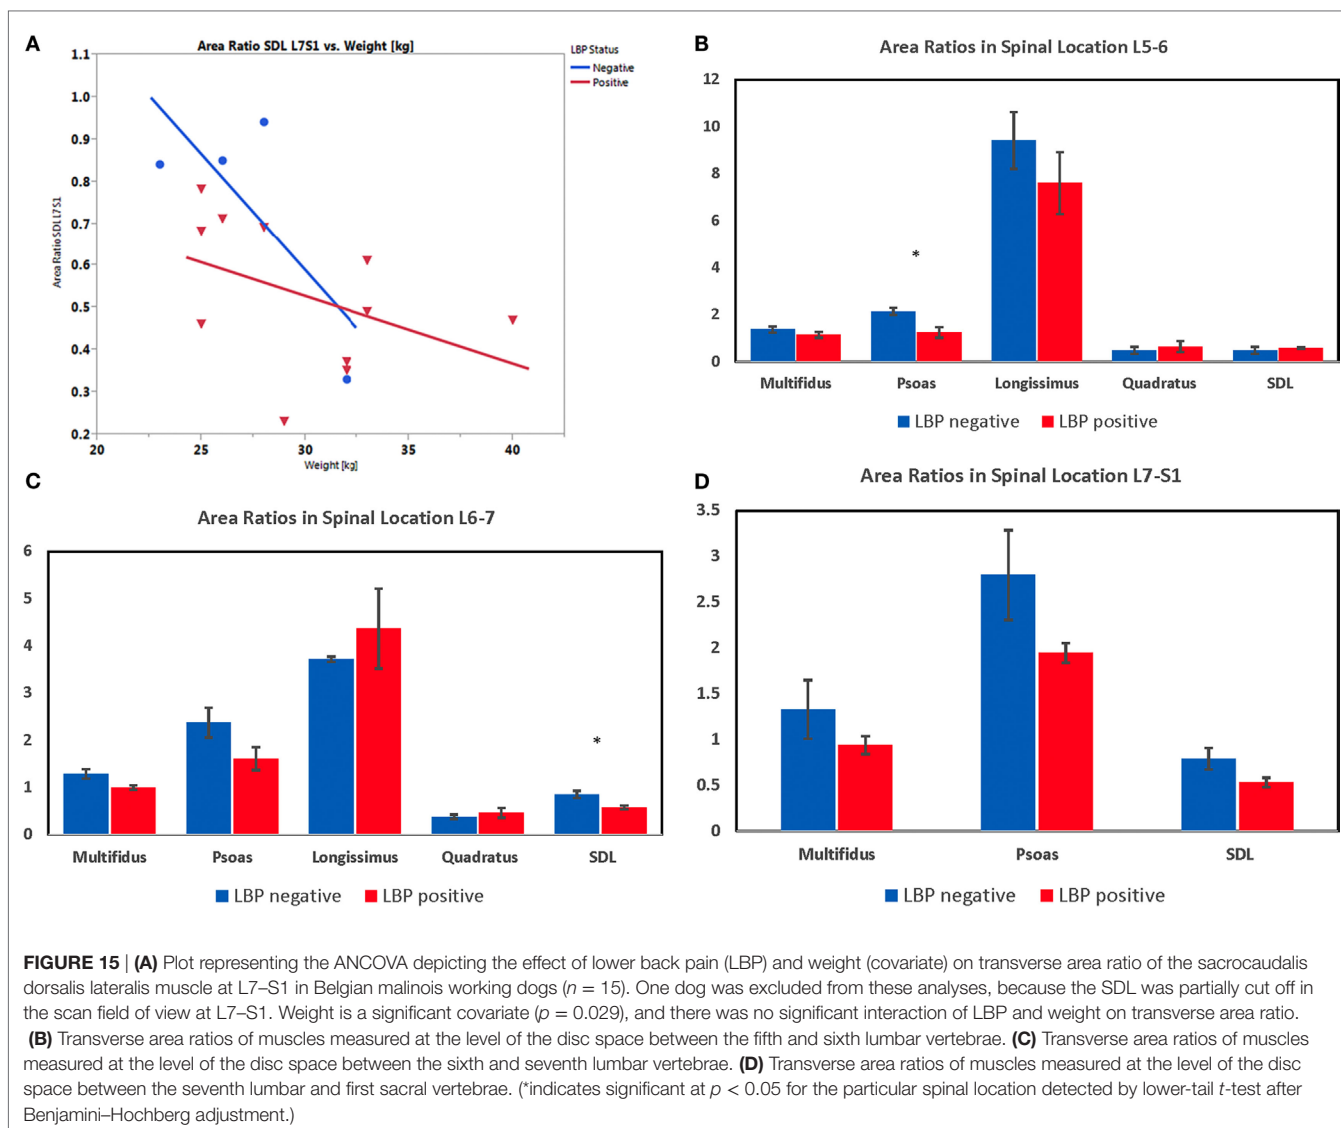 A
Area Ratio SDL L7S1 vs. Weight [kg]
LBP Status
Negative
Positive
1.1
1.0
0.9
0.8
0.7
0.6
0.5
0.4
0.3
0.2
Area Ratio SDL L7S1
20 25 30 35 40
Weight [kg]
B
Area Ratios in Spinal Location L5-6
12
10
8
6
4
2
0
*
Multifidus Psoas Longissimus Quadratus SDL
LBP negative LBP positive
C
Area Ratios in Spinal Location L6-7
6
5
4
3
2
1
0
*
Multifidus Psoas Longissimus Quadratus SDL
LBP negative LBP positive
D
Area Ratios in Spinal Location L7-S1
3.5
3
2.5
2
1.5
1
0.5
0
Multifidus Psoas SDL
LBP negative LBP positive
FIGURE 15 | (A) Plot representing the ANCOVA depicting the effect of lower back pain (LBP) and weight (covariate) on transverse area ratio of the sacrocaudalis
dorsalis lateralis muscle at L7–S1 in Belgian malinois working dogs (n = 15). One dog was excluded from these analyses, because the SDL was partially cut off in
the scan field of view at L7–S1. Weight is a significant covariate (p = 0.029), and there was no significant interaction of LBP and weight on transverse area ratio.
(B) Transverse area ratios of muscles measured at the level of the disc space between the fifth and sixth lumbar vertebrae. (C) Transverse area ratios of muscles
measured at the level of the disc space between the sixth and seventh lumbar vertebrae. (D) Transverse area ratios of muscles measured at the level of the disc
space between the seventh lumbar and first sacral vertebrae. (*indicates significant at p < 0.05 for the particular spinal location detected by lower-tail t-test after
Benjamini–Hochberg adjustment.)